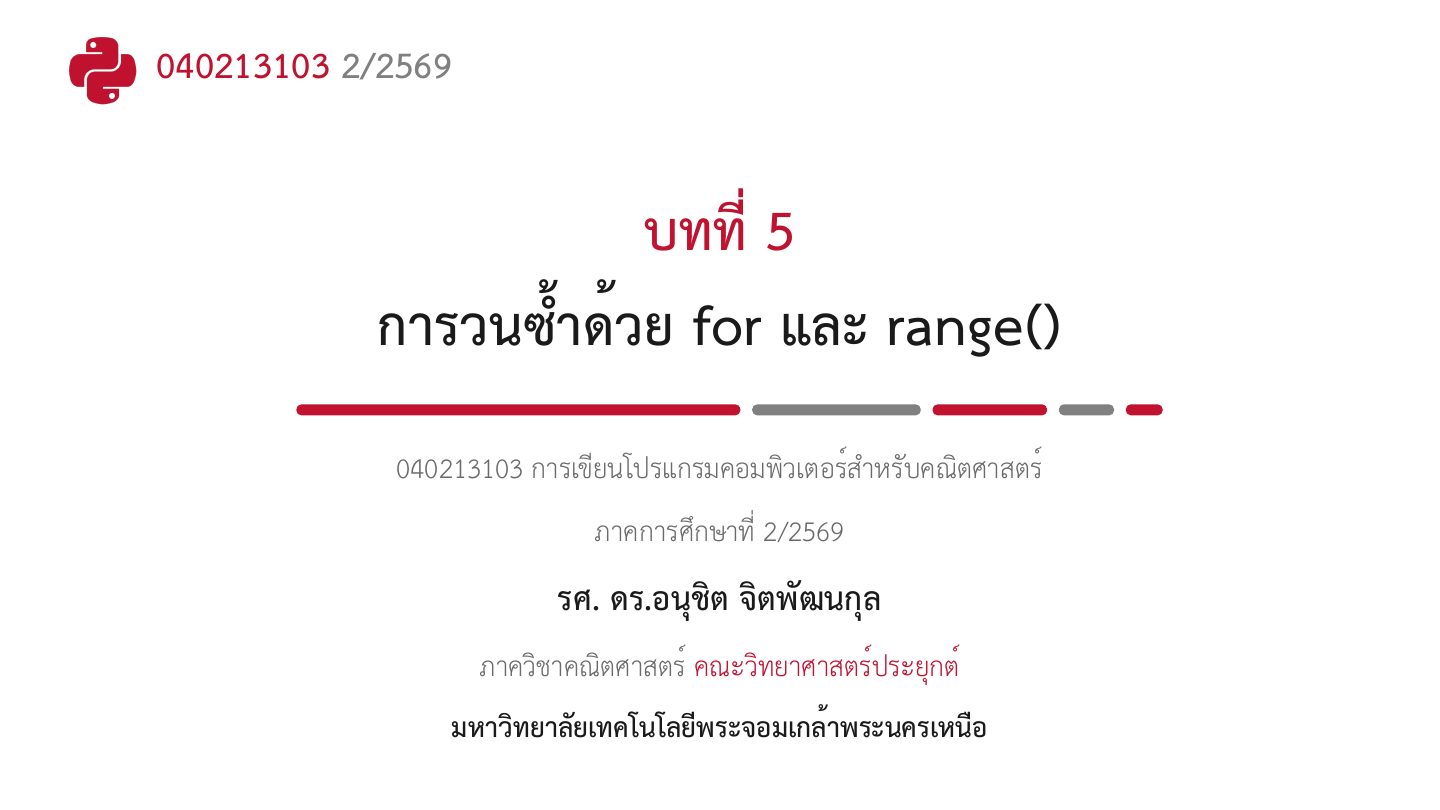 040213103 2/2569
บทที่ 5
การวนซ้ำด้วย for และ range()
040213103 การเขียนโปรแกรมคอมพิวเตอร์สำหรับคณิตศาสตร์
ภาคการศึกษาที่ 2/2569
รศ. ดร.อนุชิต จิตพัฒนกุล
ภาควิชาคณิตศาสตร์ คณะวิทยาศาสตร์ประยุกต์
มหาวิทยาลัยเทคโนโลยีพระจอมเกล้าพระนครเหนือ